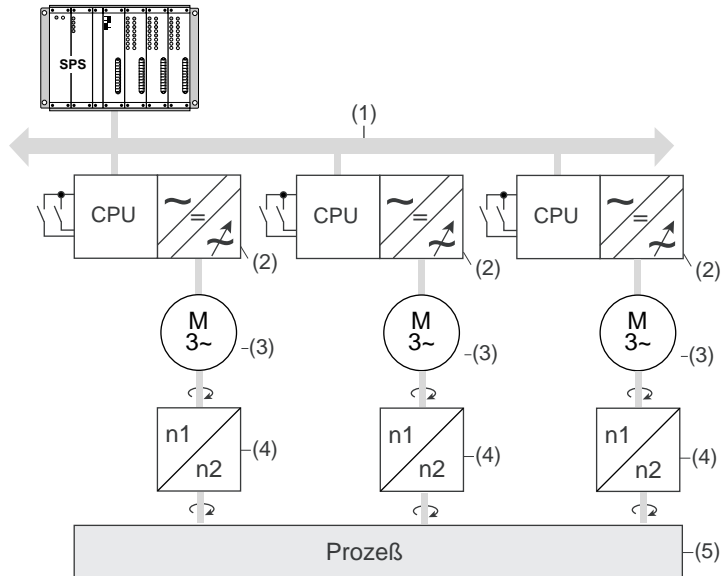 SPS
(1)
CPU
~
=
~
CPU
~
=
~
CPU
~
=
~
(2)
(2)
(2)
M
3~
M
3~
M
3~
(3)
(3)
(3)
n1
n2
n1
n2
n1
n2
(4)
(4)
(4)
Prozeß
(5)